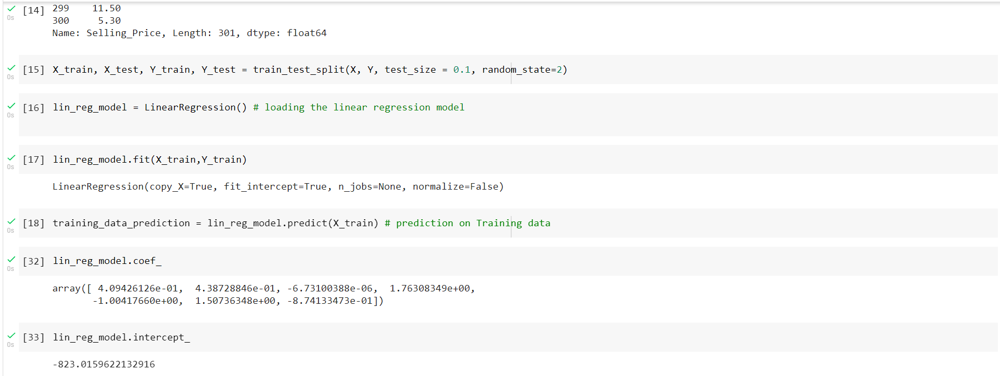 [14] 299    11.50
0s
300     5.30
Name: Selling_Price, Length: 301, dtype: float64
[15] X_train, X_test, Y_train, Y_test = train_test_split(X, Y, test_size = 0.1, random_state=2)
0s
[16] lin_reg_model = LinearRegression() # loading the linear regression model
0s
[17] lin_reg_model.fit(X_train,Y_train)
0s
LinearRegression(copy_X=True, fit_intercept=True, n_jobs=None, normalize=False)
[18] training_data_prediction = lin_reg_model.predict(X_train) # prediction on Training data
0s
[32] lin_reg_model.coef_
0s
array([ 4.09426126e-01,  4.38728846e-01, -6.73100388e-06,  1.76308349e+00,
-1.00417660e+00,  1.50736348e+00, -8.74133473e-01])
[33] lin_reg_model.intercept_
0s
-823.0159622132916